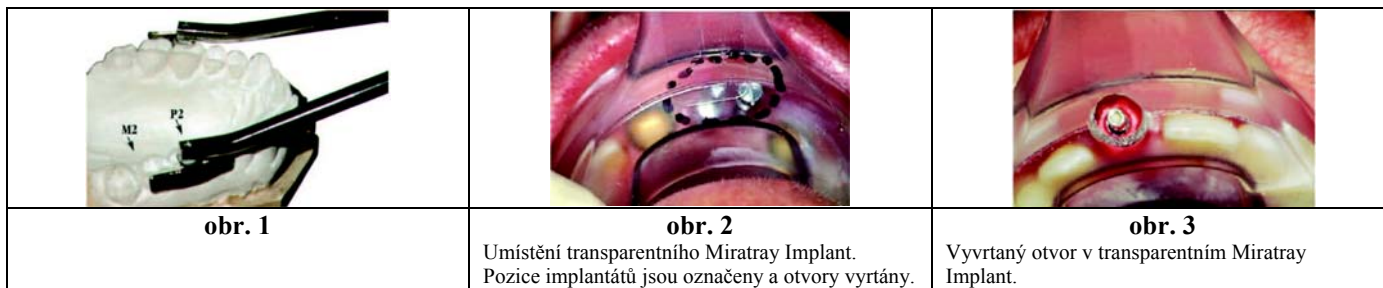 M2
P2
obr. 1
obr. 2
Umístění transparentního Miratray Implant.
Pozice implantátů jsou označeny a otvory vyrtány.
obr. 3
Vyvrtaný otvor v transparentním Miratray
Implant.